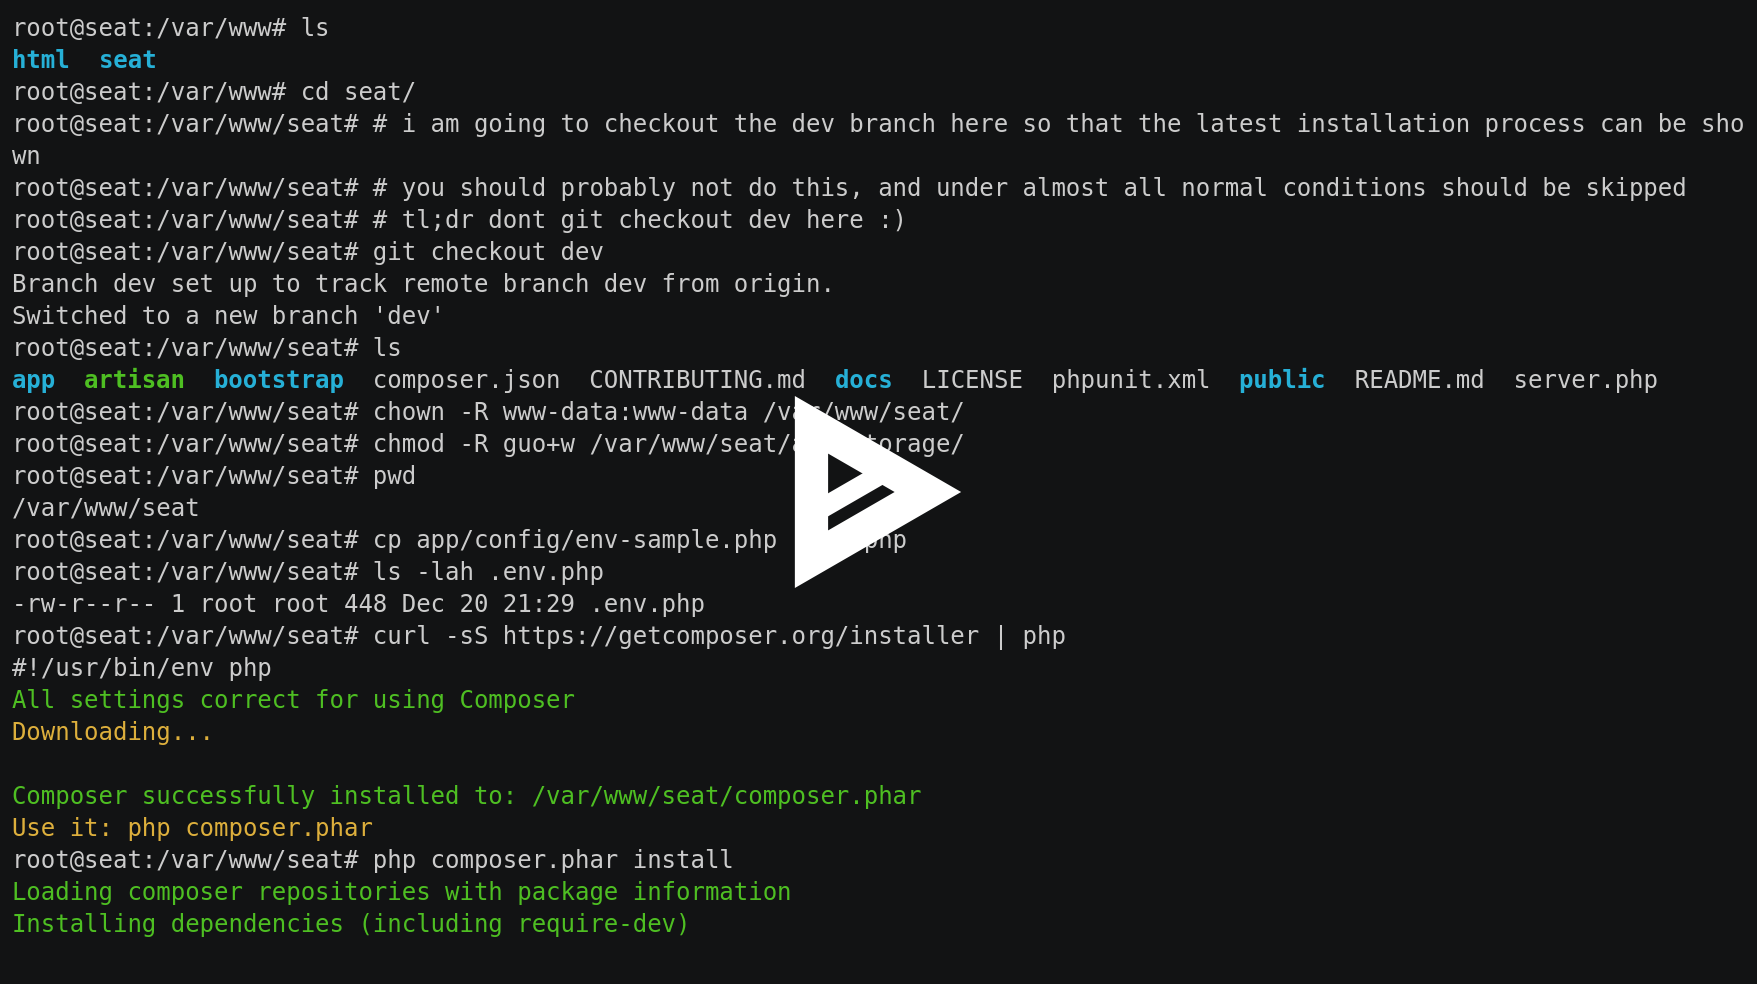 root@seat:/var/www# ls
html  seat
root@seat:/var/www# cd seat/
root@seat:/var/www/seat# # i am going to checkout the dev branch here so that the latest installation process can be sho
wn
root@seat:/var/www/seat# # you should probably not do this, and under almost all normal conditions should be skipped
root@seat:/var/www/seat# # tl;dr dont git checkout dev here :)
root@seat:/var/www/seat# git checkout dev
Branch dev set up to track remote branch dev from origin.
Switched to a new branch 'dev'
root@seat:/var/www/seat# ls
app  artisan  bootstrap  composer.json  CONTRIBUTING.md  docs  LICENSE  phpunit.xml  public  README.md  server.php
root@seat:/var/www/seat# chown -R www-data:www-data /var/www/seat/
root@seat:/var/www/seat# chmod -R guo+w
root@seat:/var/www/seat# pwd
/var/www/seat
root@seat:/var/www/seat# cp app/config/env-sample.php
root@seat:/var/www/seat# ls -lah .env.php
-rw-r--r-- 1 root root 448 Dec 20 21:29 .env.php
root@seat:/var/www/seat# curl -sS https://getcomposer.org/installer | php
#!/usr/bin/env php
All settings correct for using Composer
Downloading...
Composer successfully installed to: /var/www/seat/composer.phar
Use it: php composer.phar
root@seat:/var/www/seat# php composer.phar install
Loading composer repositories with package information
Installing dependencies (including require-dev)